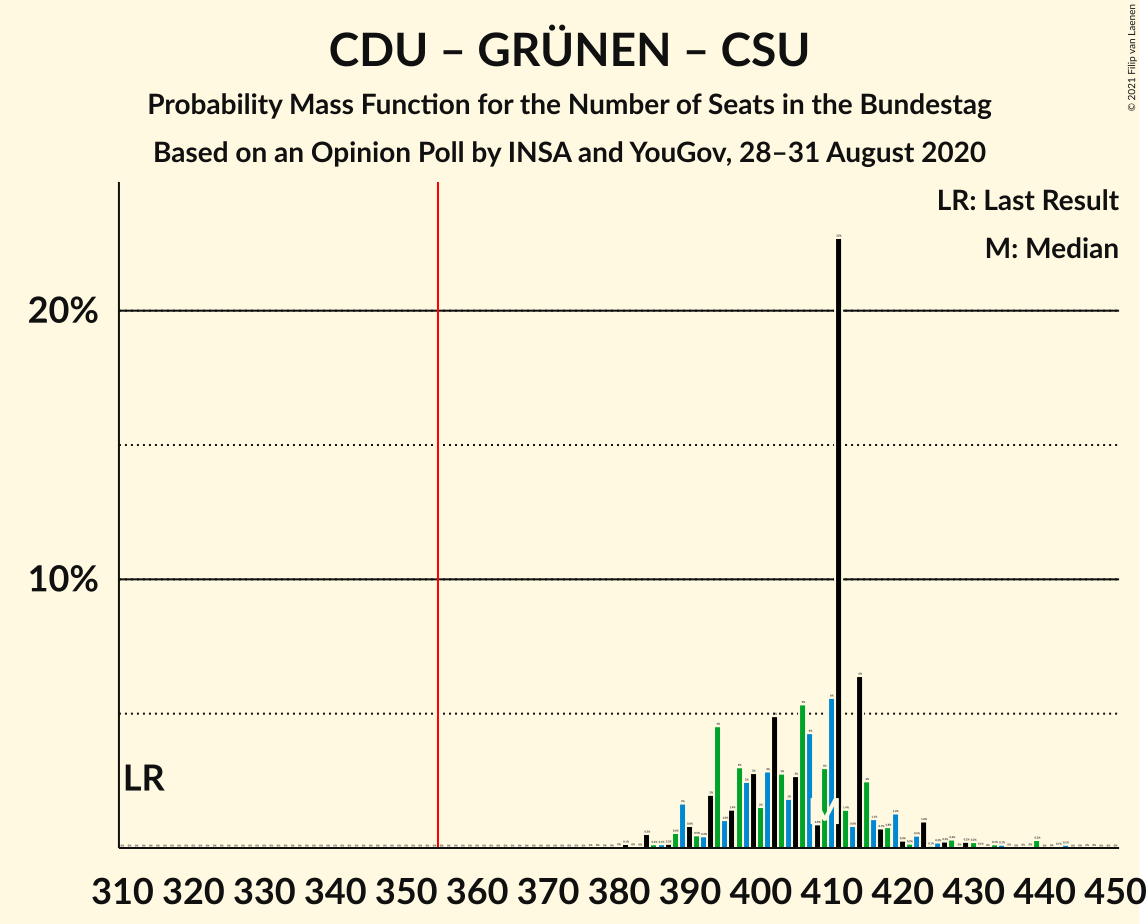 CDU – GRÜNEN – CSU
Probability Mass Function for the Number of Seats in the Bundestag
Based on an Opinion Poll by INSA and YouGov, 28–31 August 2020
© 2021 Filip van Laenen
LR: Last Result
M: Median
20%
10%
LR
M
310 320 330 340 350 360 370 380 390 400 410 420 430 440 450